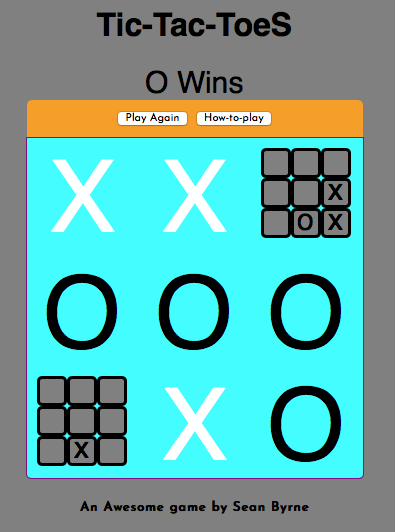 Tic-Tac-ToeS
O Wins
Play Again How-to-play
X X
X
O X
O O O
X O
X
An Awesome game by Sean Byrne